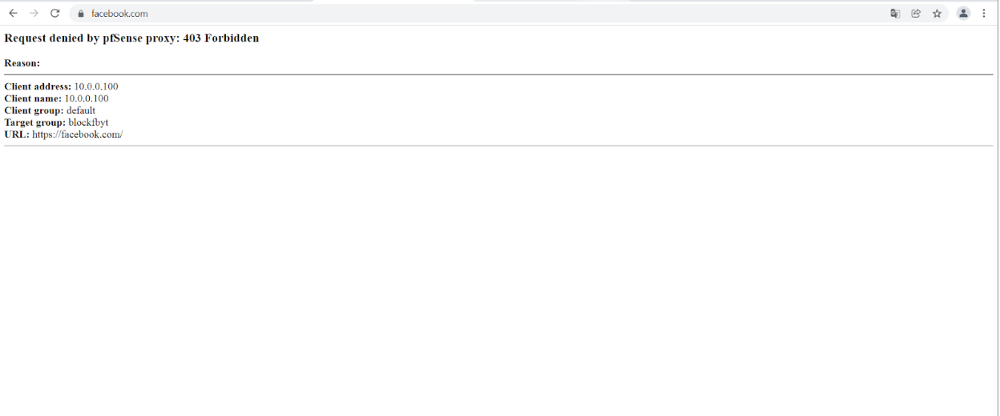 facebook.com
Request denied by pfSense proxy: 403 Forbidden
Reason:
Client address: 10.0.0.100
Client name: 10.0.0.100
Client group: default
Target group: blockfbyt
URL: https://facebook.com/